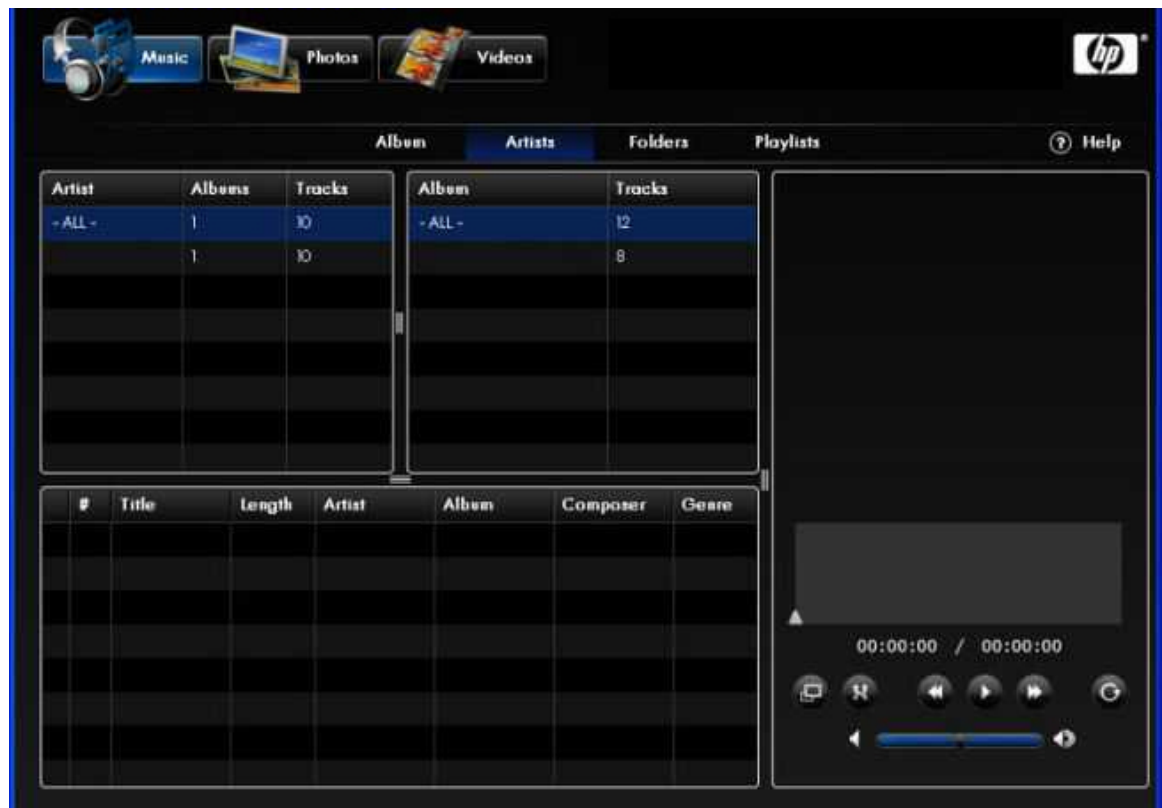 Music Photos Videos hp
Album Artists Folders Playlists ? Help
Artist Albums Tracks Album Tracks
- ALL - 1 10 - ALL - 12
1 10 8
# Title Length Artist Album Composer Genre
00:00:00 / 00:00:00